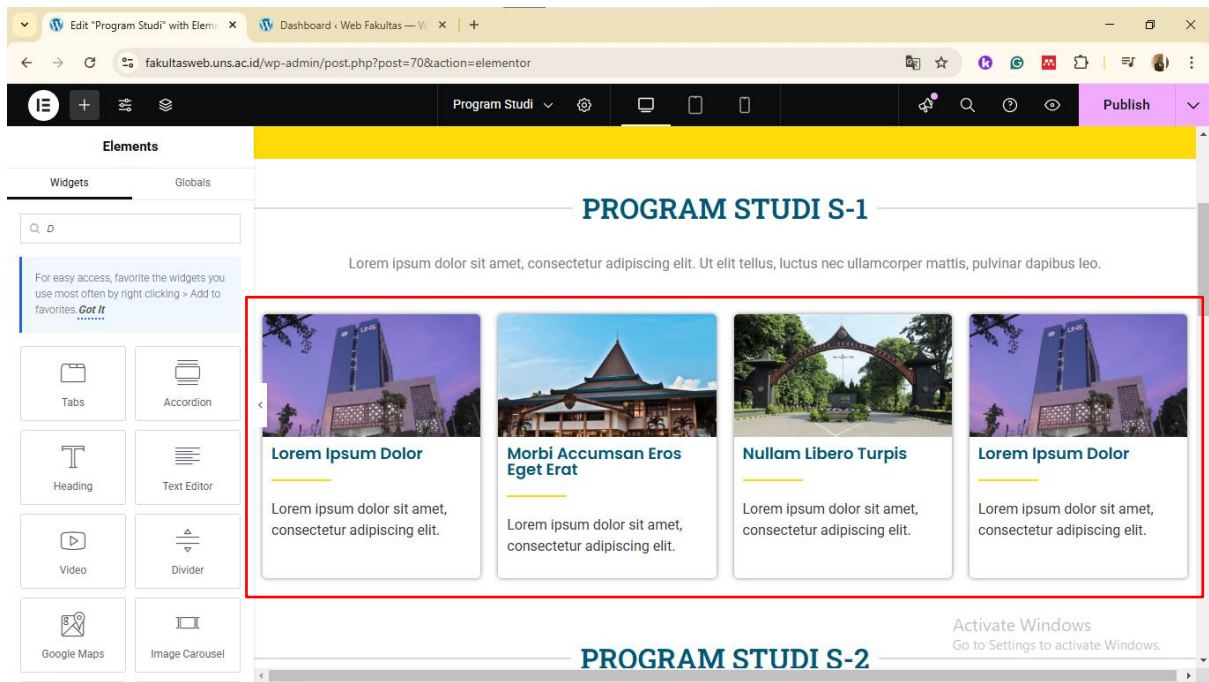 Edit "Program Studi" with Eleme
Dashboard ‹ Web Fakultas — W
fakultasweb.uns.ac.id/wp-admin/post.php?post=70&action=elementor
Program Studi
Publish
Elements
Widgets
Globals
D
For easy access, favorite the widgets you
use most often by right clicking > Add to
favorites. Got It
Tabs
Accordion
Heading
Text Editor
Video
Divider
Google Maps
Image Carousel
PROGRAM STUDI S-1
Lorem ipsum dolor sit amet, consectetur adipiscing elit. Ut elit tellus, luctus nec ullamcorper mattis, pulvinar dapibus leo.
UNS
Lorem Ipsum Dolor
Lorem ipsum dolor sit amet,
consectetur adipiscing elit.
Morbi Accumsan Eros
Eget Erat
Lorem ipsum dolor sit amet,
consectetur adipiscing elit.
Nullam Libero Turpis
Lorem ipsum dolor sit amet,
consectetur adipiscing elit.
UNS
Lorem Ipsum Dolor
Lorem ipsum dolor sit amet,
consectetur adipiscing elit.
Activate Windows
Go to Settings to activate Windows.
PROGRAM STUDI S-2